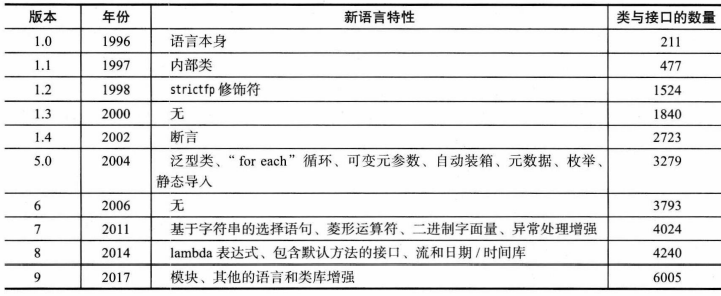 版本 年份 新语言特性 类与接口的数量
1.0 1996 语言本身 211
1.1 1997 内部类 477
1.2 1998 strictfp 修饰符 1524
1.3 2000 无 1840
1.4 2002 断言 2723
5.0 2004 泛型类、“for each”循环、可变元参数、自动装箱、元数据、枚举、 3279
静态导入
6 2006 无 3793
7 2011 基于字符串的选择语句、菱形运算符、二进制字面量、异常处理增强 4024
8 2014 lambda 表达式、包含默认方法的接口、流和日期 / 时间库 4240
9 2017 模块、其他的语言和类库增强 6005